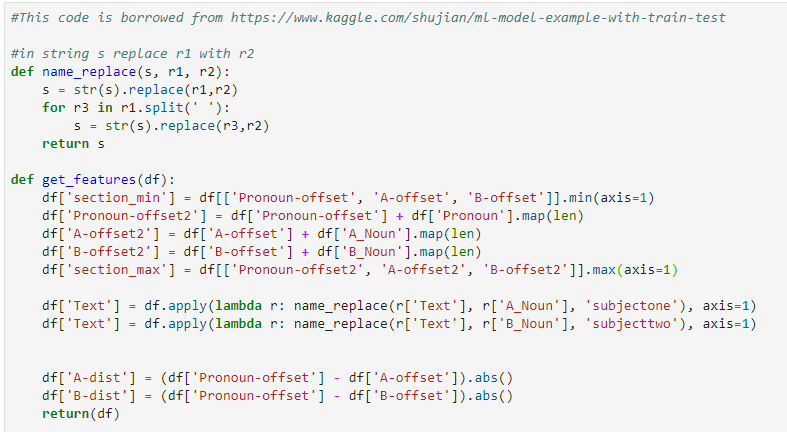 #This code is borrowed from https://www.kaggle.com/shujian/ml-model-example-with-train-test
#in string s replace r1 with r2
def name_replace(s, r1, r2):
    s = str(s).replace(r1,r2)
    for r3 in r1.split(' '):
        s = str(s).replace(r3,r2)
    return s
def get_features(df):
    df['section_min'] = df[['Pronoun-offset', 'A-offset', 'B-offset']].min(axis=1)
    df['Pronoun-offset2'] = df['Pronoun-offset'] + df['Pronoun'].map(len)
    df['A-offset2'] = df['A-offset'] + df['A_Noun'].map(len)
    df['B-offset2'] = df['B-offset'] + df['B_Noun'].map(len)
    df['section_max'] = df[['Pronoun-offset2', 'A-offset2', 'B-offset2']].max(axis=1)
    df['Text'] = df.apply(lambda r: name_replace(r['Text'], r['A_Noun'], 'subjectone'), axis=1)
    df['Text'] = df.apply(lambda r: name_replace(r['Text'], r['B_Noun'], 'subjecttwo'), axis=1)
    df['A-dist'] = (df['Pronoun-offset'] - df['A-offset']).abs()
    df['B-dist'] = (df['Pronoun-offset'] - df['B-offset']).abs()
    return(df)